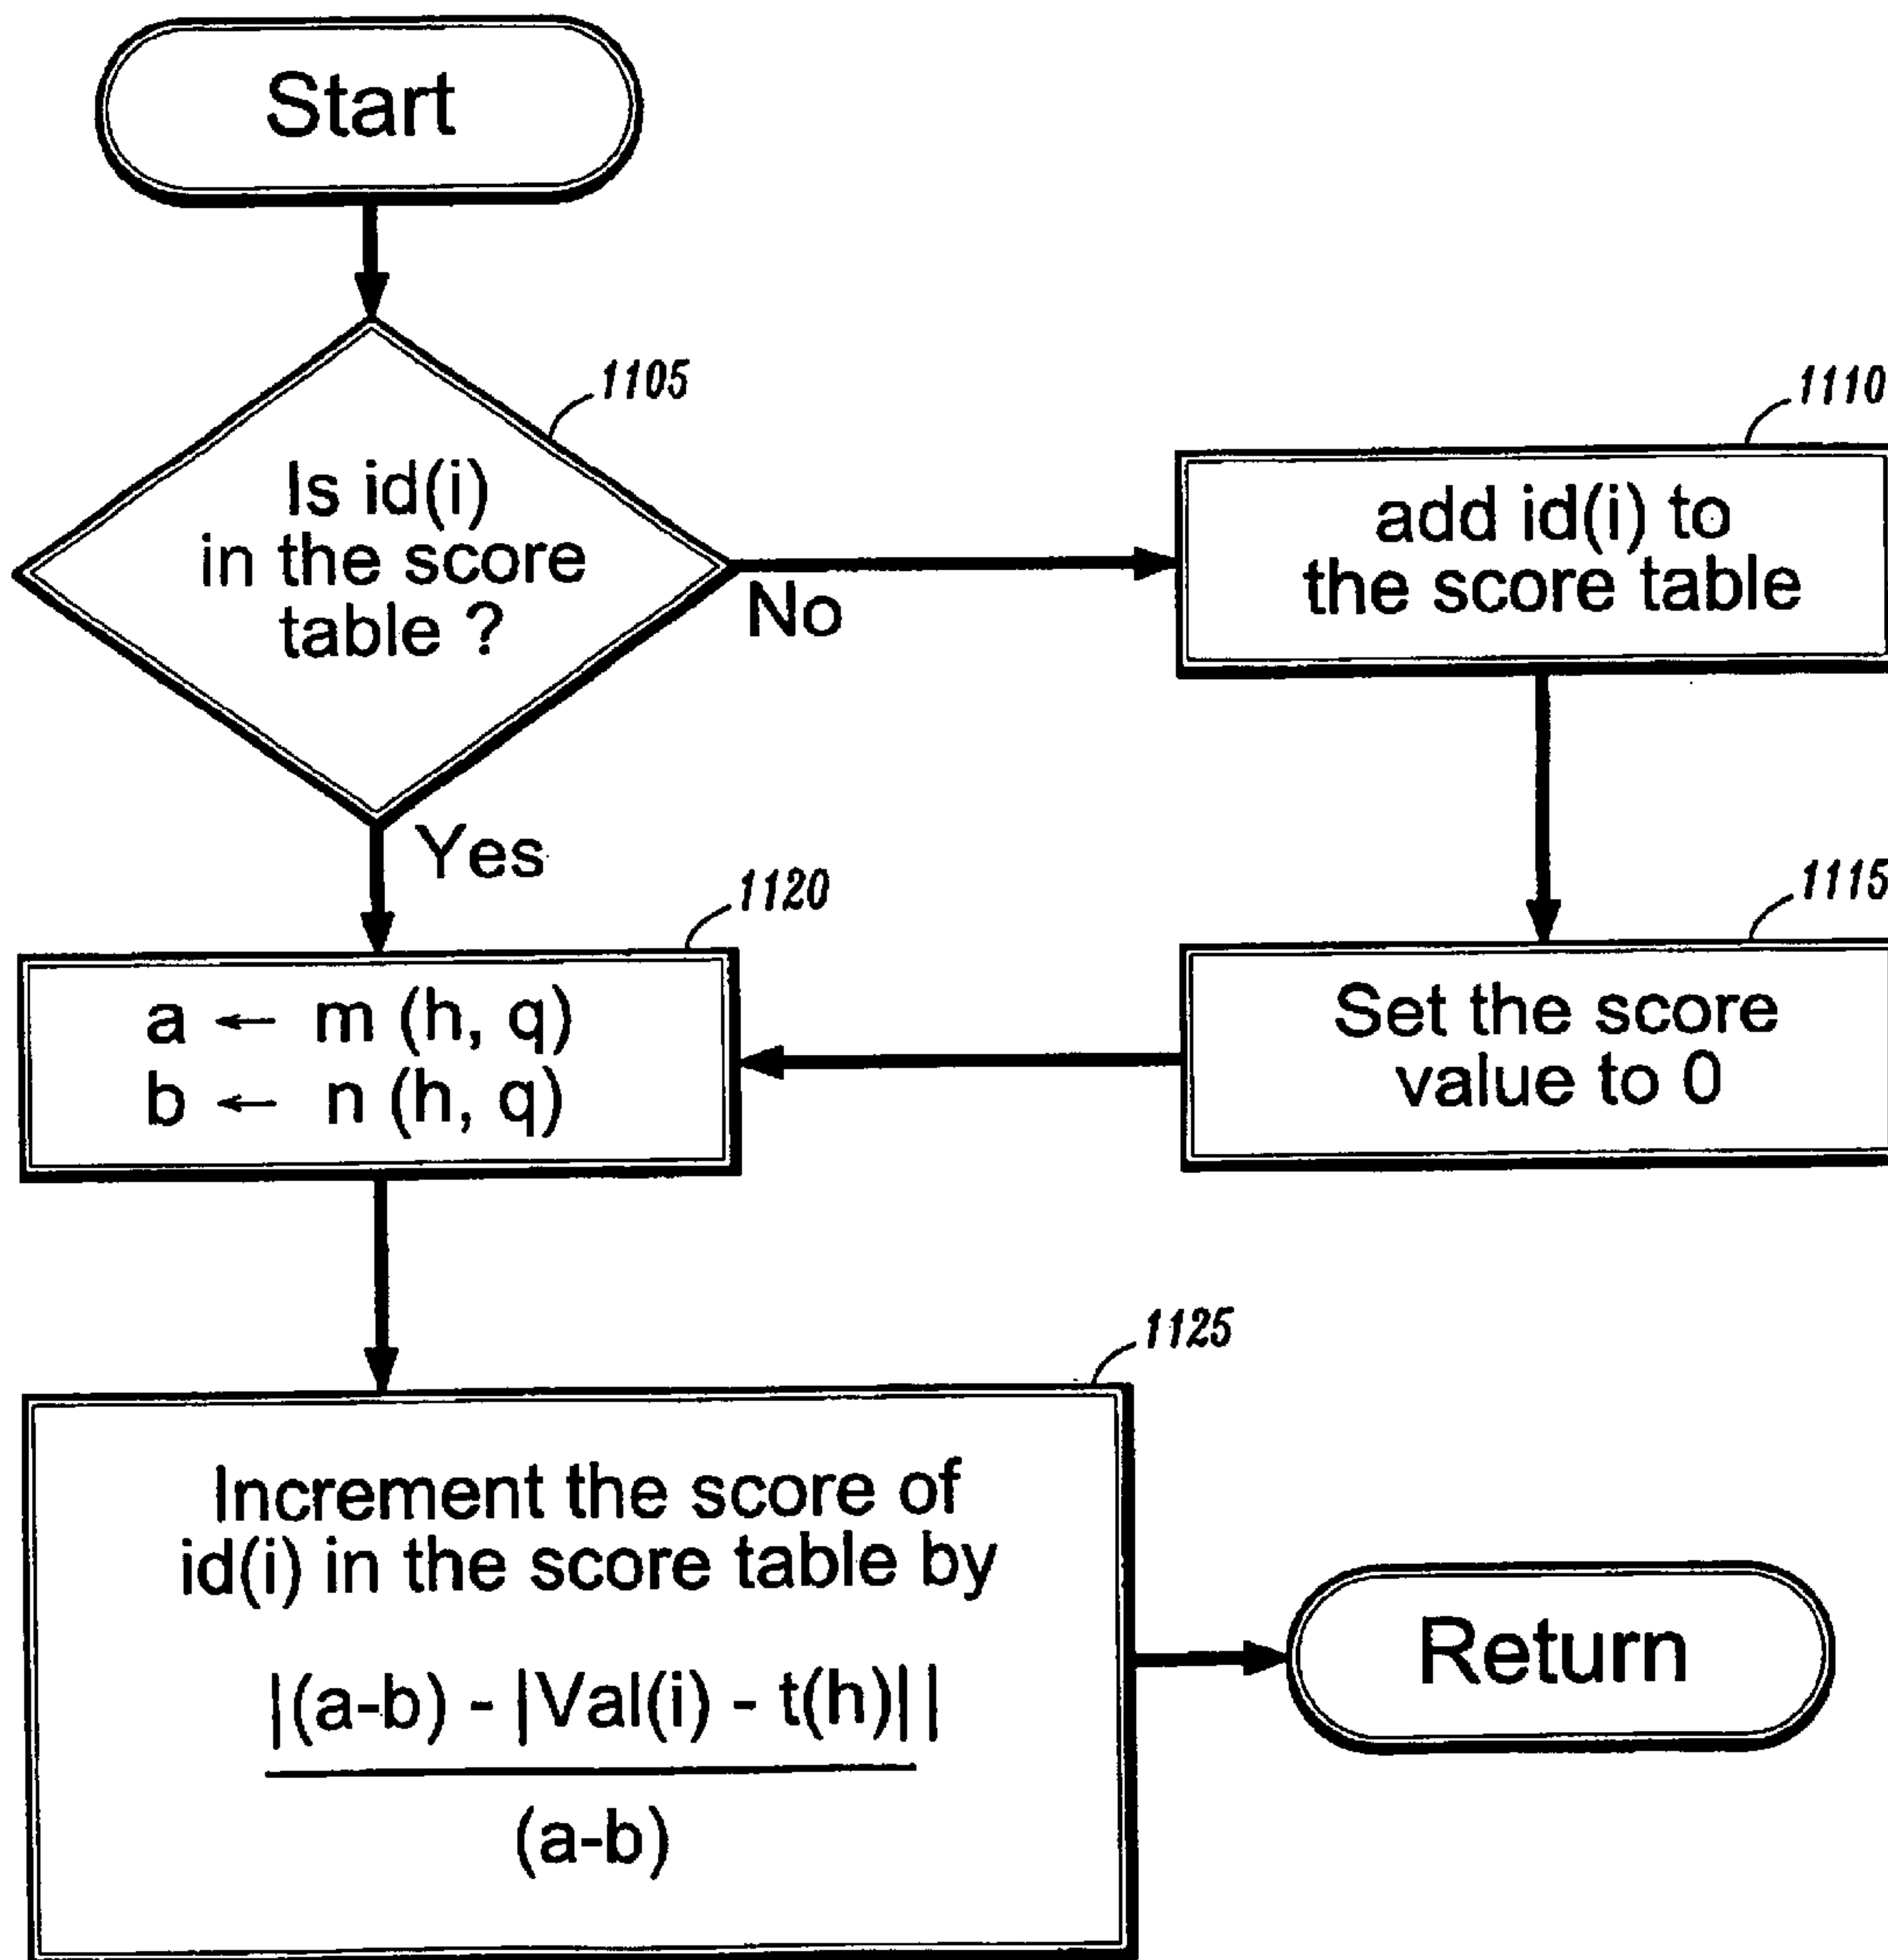 Start
1105
Is id(i)
in the score
table ?
No
Yes
1110
add id(i) to
the score table
1115
Set the score
value to 0
1120
a ← m (h, q)
b ← n (h, q)
1125
Increment the score of
id(i) in the score table by
|(a-b) - |Val(i) - t(h)||
(a-b)
Return